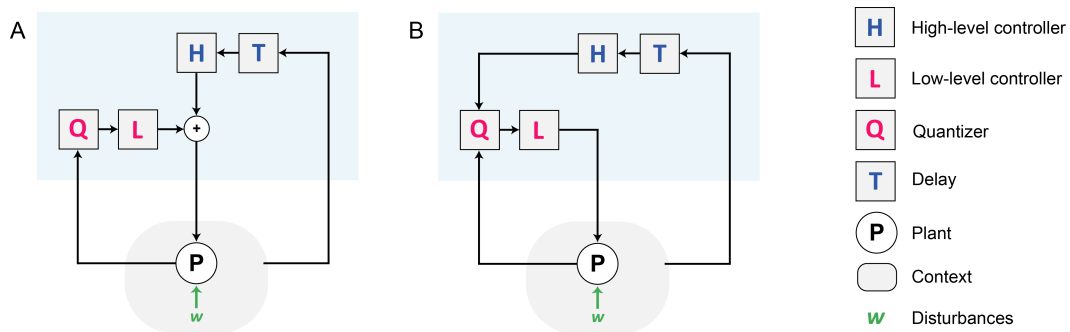 A
H
T
Q
L
+
P
w
B
H
T
Q
L
P
w
H High-level controller
L Low-level controller
Q Quantizer
T Delay
P Plant
Context
w Disturbances